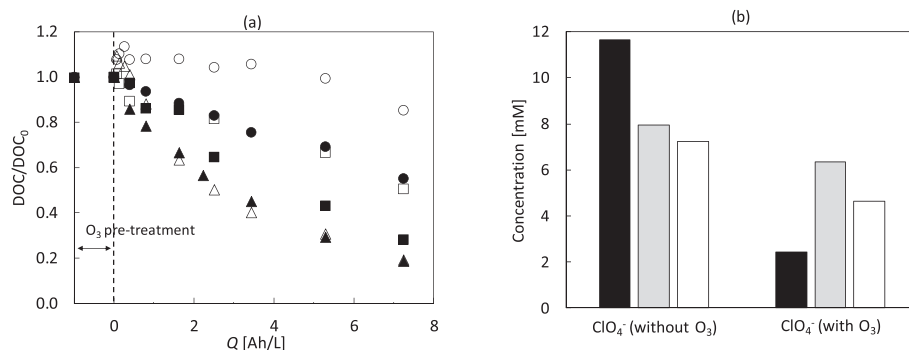 (a)
1.2
1.0
0.8
0.6
0.4
0.2
0.0
DOC/DOC₀
O₃ pre-treatment
0 2 4 6 8
Q [Ah/L]
(b)
12
10
8
6
4
2
0
Concentration [mM]
ClO₄⁻ (without O₃) ClO₄⁻ (with O₃)